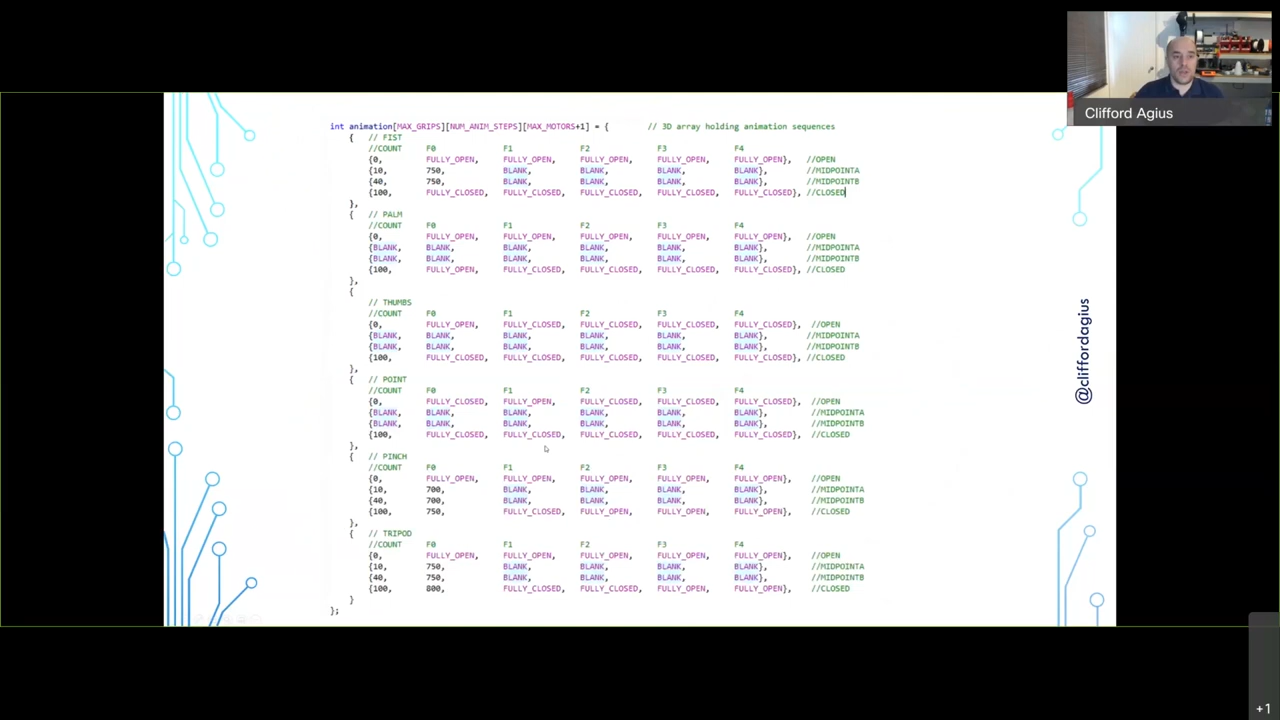 Clifford Agius
int animation[MAX_GRIPS][NUM_ANIM_STEPS][MAX_MOTORS+1] = { // 3D array holding animation sequences
{ // FIST
//COUNT F0 F1 F2 F3 F4
{0, FULLY_OPEN, FULLY_OPEN, FULLY_OPEN, FULLY_OPEN, FULLY_OPEN}, //OPEN
{10, 750, BLANK, BLANK, BLANK, BLANK}, //MIDPOINTA
{40, 750, BLANK, BLANK, BLANK, BLANK}, //MIDPOINTB
{100, FULLY_CLOSED, FULLY_CLOSED, FULLY_CLOSED, FULLY_CLOSED, FULLY_CLOSED}, //CLOSED
},
{ // PALM
//COUNT F0 F1 F2 F3 F4
{0, FULLY_OPEN, FULLY_OPEN, FULLY_OPEN, FULLY_OPEN, FULLY_OPEN}, //OPEN
{BLANK, BLANK, BLANK, BLANK, BLANK, BLANK}, //MIDPOINTA
{BLANK, BLANK, BLANK, BLANK, BLANK, BLANK}, //MIDPOINTB
{100, FULLY_OPEN, FULLY_CLOSED, FULLY_CLOSED, FULLY_CLOSED, FULLY_CLOSED}, //CLOSED
},
{
// THUMBS
//COUNT F0 F1 F2 F3 F4
{0, FULLY_OPEN, FULLY_CLOSED, FULLY_CLOSED, FULLY_CLOSED, FULLY_CLOSED}, //OPEN
{BLANK, BLANK, BLANK, BLANK, BLANK, BLANK}, //MIDPOINTA
{BLANK, BLANK, BLANK, BLANK, BLANK, BLANK}, //MIDPOINTB
{100, FULLY_CLOSED, FULLY_CLOSED, FULLY_CLOSED, FULLY_CLOSED, FULLY_CLOSED}, //CLOSED
},
{ // POINT
//COUNT F0 F1 F2 F3 F4
{0, FULLY_CLOSED, FULLY_OPEN, FULLY_CLOSED, FULLY_CLOSED, FULLY_CLOSED}, //OPEN
{BLANK, BLANK, BLANK, BLANK, BLANK, BLANK}, //MIDPOINTA
{BLANK, BLANK, BLANK, BLANK, BLANK, BLANK}, //MIDPOINTB
{100, FULLY_CLOSED, FULLY_CLOSED, FULLY_CLOSED, FULLY_CLOSED, FULLY_CLOSED}, //CLOSED
},
{ // PINCH
//COUNT F0 F1 F2 F3 F4
{0, FULLY_OPEN, FULLY_OPEN, FULLY_OPEN, FULLY_OPEN, FULLY_OPEN}, //OPEN
{10, 700, BLANK, BLANK, BLANK, BLANK}, //MIDPOINTA
{40, 700, BLANK, BLANK, BLANK, BLANK}, //MIDPOINTB
{100, 750, FULLY_CLOSED, FULLY_OPEN, FULLY_OPEN, FULLY_OPEN}, //CLOSED
},
{ // TRIPOD
//COUNT F0 F1 F2 F3 F4
{0, FULLY_OPEN, FULLY_OPEN, FULLY_OPEN, FULLY_OPEN, FULLY_OPEN}, //OPEN
{10, 750, BLANK, BLANK, BLANK, BLANK}, //MIDPOINTA
{40, 750, BLANK, BLANK, BLANK, BLANK}, //MIDPOINTB
{100, 800, FULLY_CLOSED, FULLY_CLOSED, FULLY_OPEN, FULLY_OPEN}, //CLOSED
}
};
@cliffordagius
+1